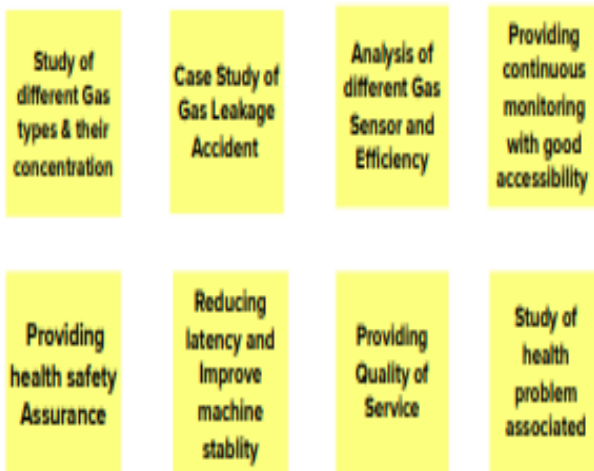 Study of
different Gas
types & their
concentration
Case Study of
Gas Leakage
Accident
Analysis of
different Gas
Sensor and
Efficiency
Providing
continuous
monitoring
with good
accessibility
Providing
health safety
Assurance
Reducing
latency and
Improve
machine
stablity
Providing
Quality of
Service
Study of
health
problem
associated